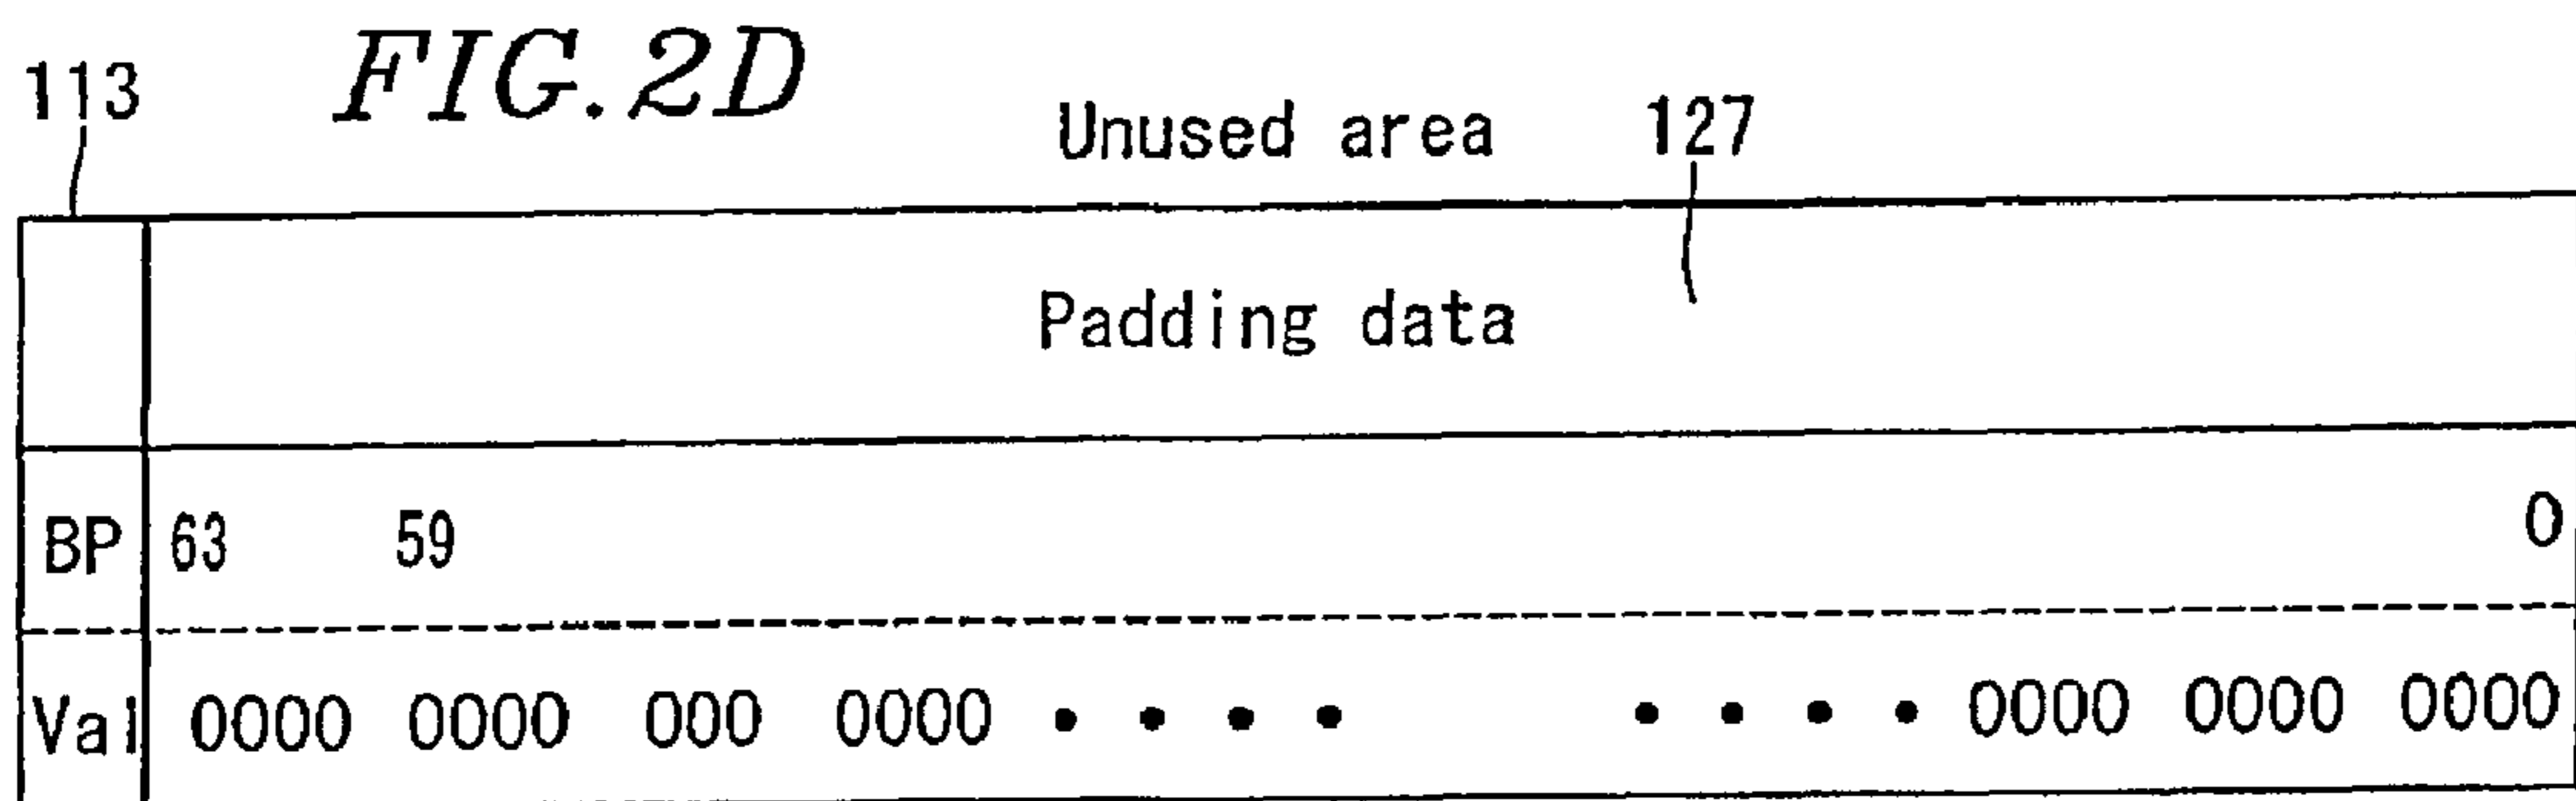 113 FIG. 2D
Unused area 127
Padding data
BP 63 59 0
Val 0000 0000 000 0000 • • • • • • • • 0000 0000 0000